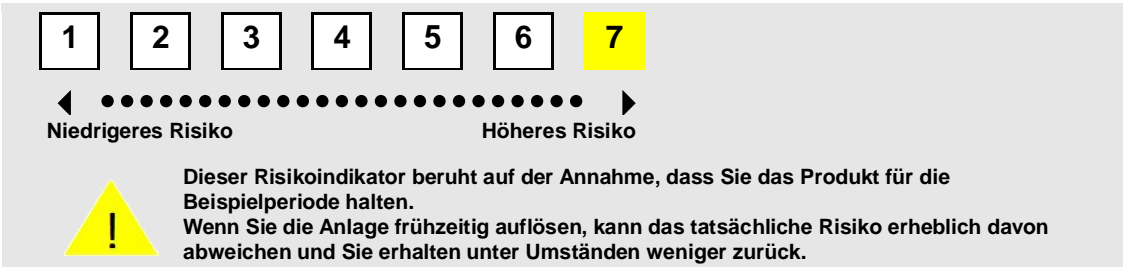 1 2 3 4 5 6 7
Niedrigeres Risiko Höheres Risiko
Dieser Risikoindikator beruht auf der Annahme, dass Sie das Produkt für die
Beispielperiode halten.
! Wenn Sie die Anlage frühzeitig auflösen, kann das tatsächliche Risiko erheblich davon
abweichen und Sie erhalten unter Umständen weniger zurück.